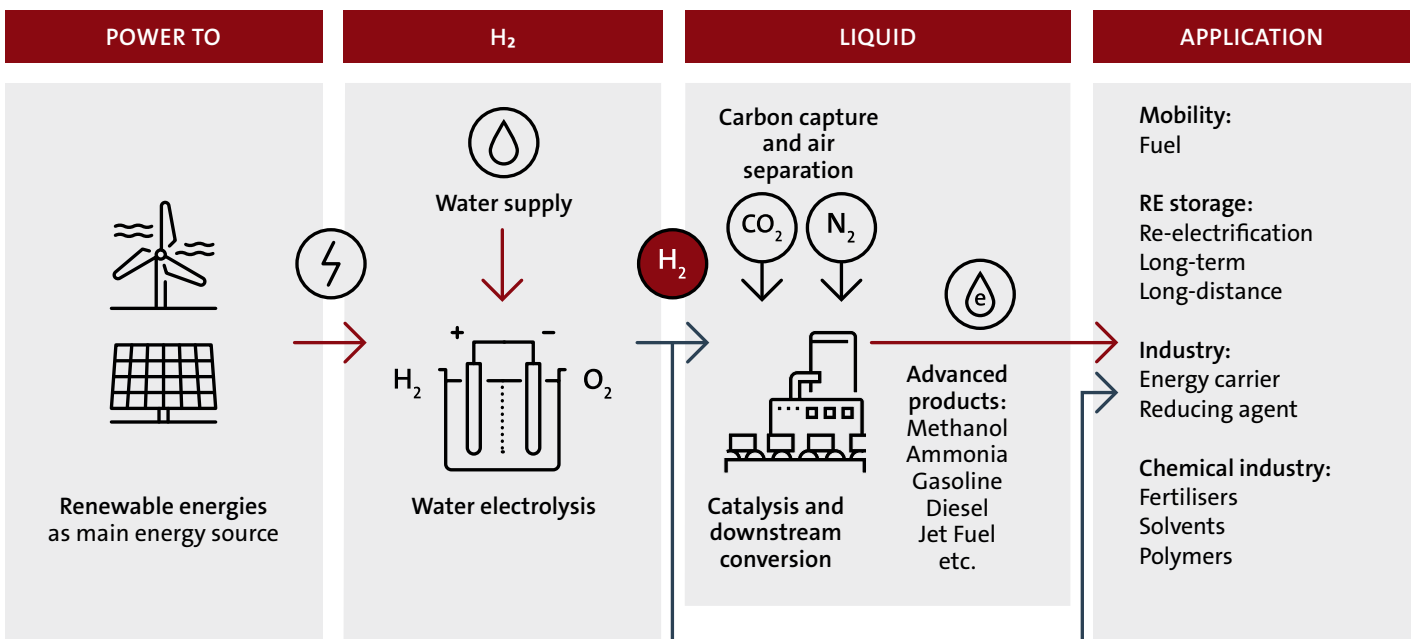 POWER TO
H₂
LIQUID
APPLICATION
Renewable energies
as main energy source
Water supply
+
−
H₂
O₂
Water electrolysis
H₂
Carbon capture
and air
separation
CO₂
N₂
Catalysis and
downstream
conversion
e
Advanced
products:
Methanol
Ammonia
Gasoline
Diesel
Jet Fuel
etc.
Mobility:
Fuel
RE storage:
Re-electrification
Long-term
Long-distance
Industry:
Energy carrier
Reducing agent
Chemical industry:
Fertilisers
Solvents
Polymers